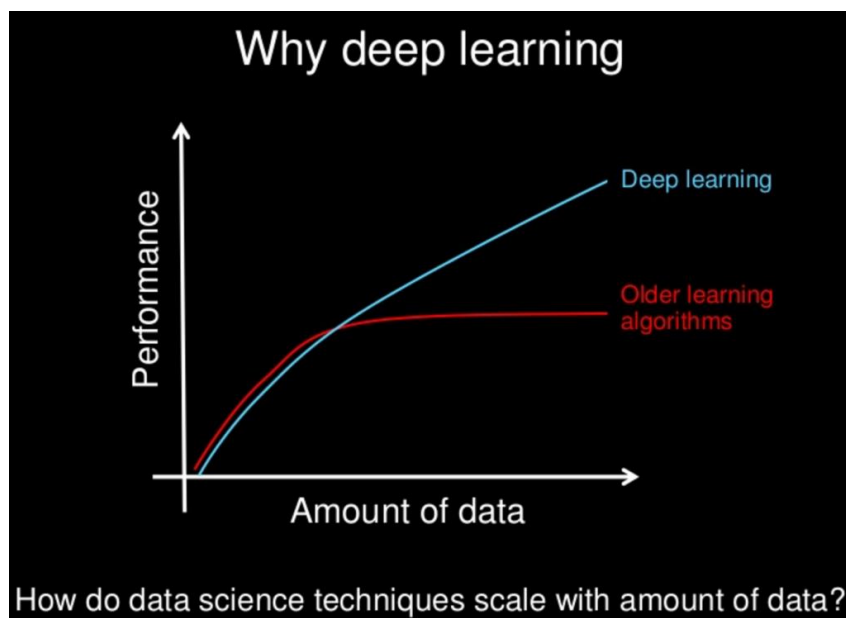 Why deep learning
Performance
Deep learning
Older learning
algorithms
Amount of data
How do data science techniques scale with amount of data?